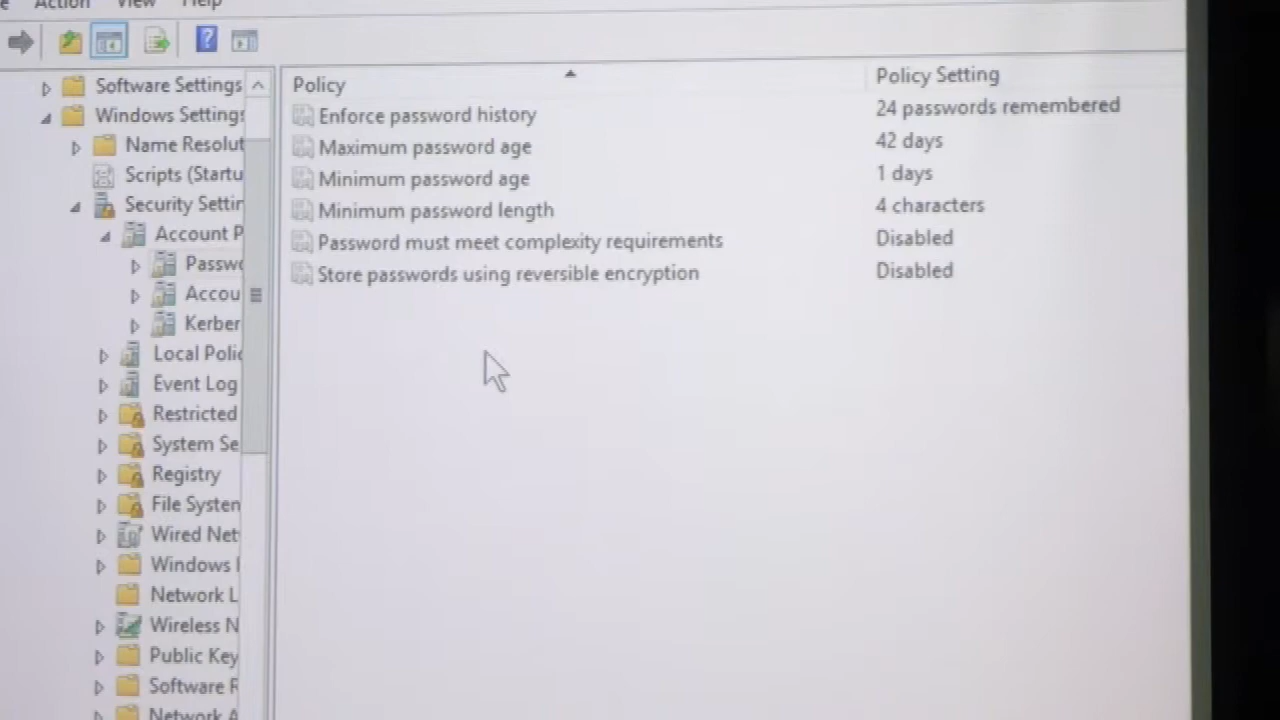 Action View Help
Software Settings
Windows Settings
Name Resolut
Scripts (Startu
Security Settin
Account P
Passwo
Accou
Kerber
Local Polic
Event Log
Restricted
System Se
Registry
File System
Wired Net
Windows
Network L
Wireless N
Public Key
Software R
Network A
Policy Policy Setting
Enforce password history 24 passwords remembered
Maximum password age 42 days
Minimum password age 1 days
Minimum password length 4 characters
Password must meet complexity requirements Disabled
Store passwords using reversible encryption Disabled